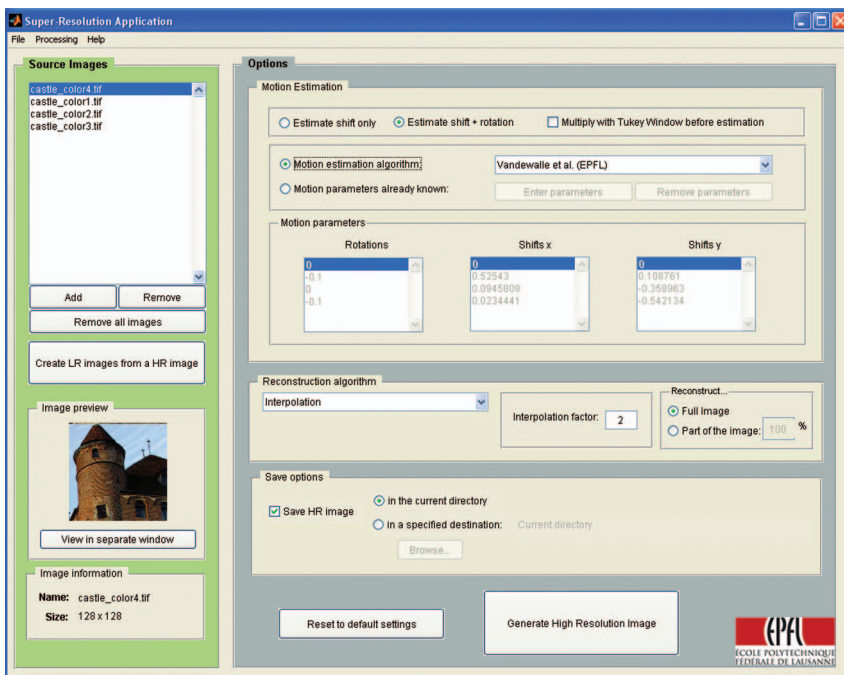 Super-Resolution Application
File Processing Help
Source Images
castle_color4.tif
castle_color1.tif
castle_color2.tif
castle_color3.tif
Add Remove
Remove all images
Create LR images from a HR image
Image preview
View in separate window
Image information
Name: castle_color4.tif
Size: 128 x 128
Options
Motion Estimation
Estimate shift only Estimate shift + rotation Multiply with Tukey Window before estimation
Motion estimation algorithm: Vandewalle et al. (EPFL)
Motion parameters already known: Enter parameters Remove parameters
Motion parameters
Rotations Shifts x Shifts y
0 0 0
-0.1 0.52543 0.108761
0 0.0945808 -0.358963
-0.1 0.0234441 -0.542134
Reconstruction algorithm
Interpolation
Interpolation factor: 2
Reconstruct...
Full Image
Part of the image: 100 %
Save options
Save HR image
in the current directory
in a specified destination: Current directory
Browse...
Reset to default settings
Generate High Resolution Image
EPFL
ÉCOLE POLYTECHNIQUE
FÉDÉRALE DE LAUSANNE